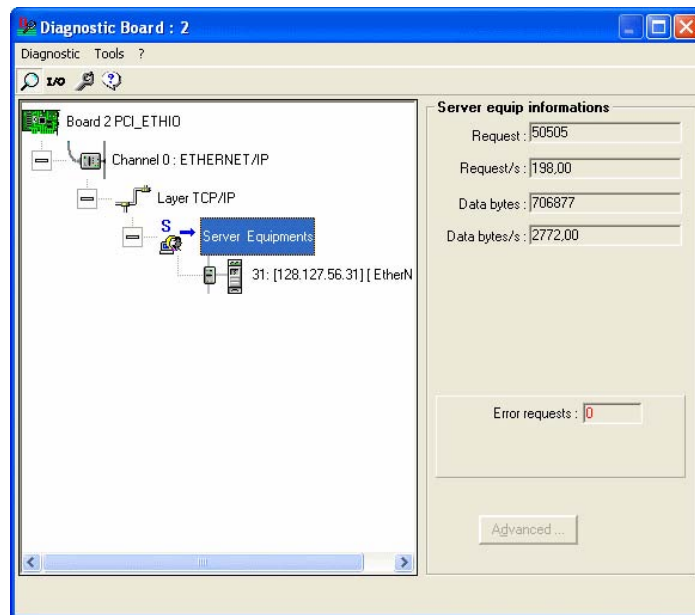 Diagnostic Board : 2
Diagnostic Tools ?
I/O
Board 2 PCI_ETHIO
Channel 0 : ETHERNET/IP
Layer TCP/IP
S
Server Equipments
31: [128.127.56.31] [ EtherN
Server equip informations
Request : 50505
Request/s : 198,00
Data bytes : 706877
Data bytes/s : 2772,00
Error requests : 0
Advanced ...